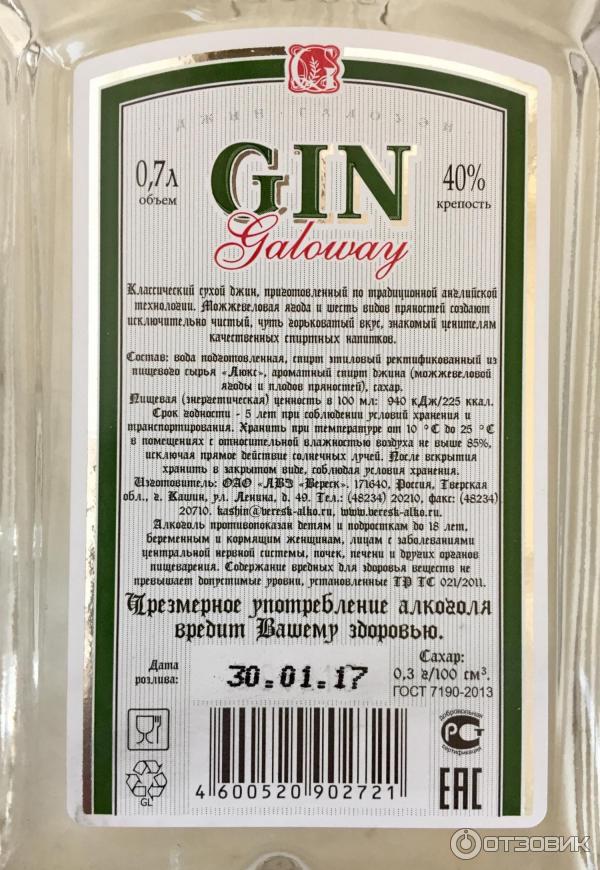 ДЖИН ГАЛОУЭЙ
0,7л
объем
GIN
40%
крепость
Galoway
Классический сухой джин, приготовленный по традиционной английской
технологии. Можжевеловая ягода и шесть видов пряностей создают
исключительно чистый, чуть горьковатый вкус, знакомый ценителям
качественных спиртных напитков.
Состав: вода подготовленная, спирт этиловый ректификованный из
пищевого сырья «Люкс», ароматный спирт джина (можжевеловой
ягоды и плодов пряностей), сахар.
Пищевая (энергетическая) ценность в 100 мл: 940 кДж/225 ккал.
Срок годности - 5 лет при соблюдении условий хранения и
транспортирования. Хранить при температуре от 10 °С до 25 °С
в помещениях с относительной влажностью воздуха не выше 85%,
исключая прямое действие солнечных лучей. После вскрытия
хранить в закрытом виде, соблюдая условия хранения.
Изготовитель: ОАО «ЛВЗ «Вереск». 171640, Россия, Тверская
обл., г. Кашин, ул. Ленина, д. 49. Тел.: (48234) 20210, факс: (48234)
20710. kashin@veresk-alko.ru, www.veresk-alko.ru.
Алкоголь противопоказан детям и подросткам до 18 лет,
беременным и кормящим женщинам, лицам с заболеваниями
центральной нервной системы, почек, печени и других органов
пищеварения. Содержание вредных для здоровья веществ не
превышает допустимые уровни, установленные ТР ТС 021/2011.
Чрезмерное употребление алкоголя
вредит Вашему здоровью.
Дата
розлива:
30.01.17
Сахар:
0,3 г/100 см³.
ГОСТ 7190-2013
добровольная
РСТ
сертификация
GL
4 600520 902721
EAC
ОТЗОВИК